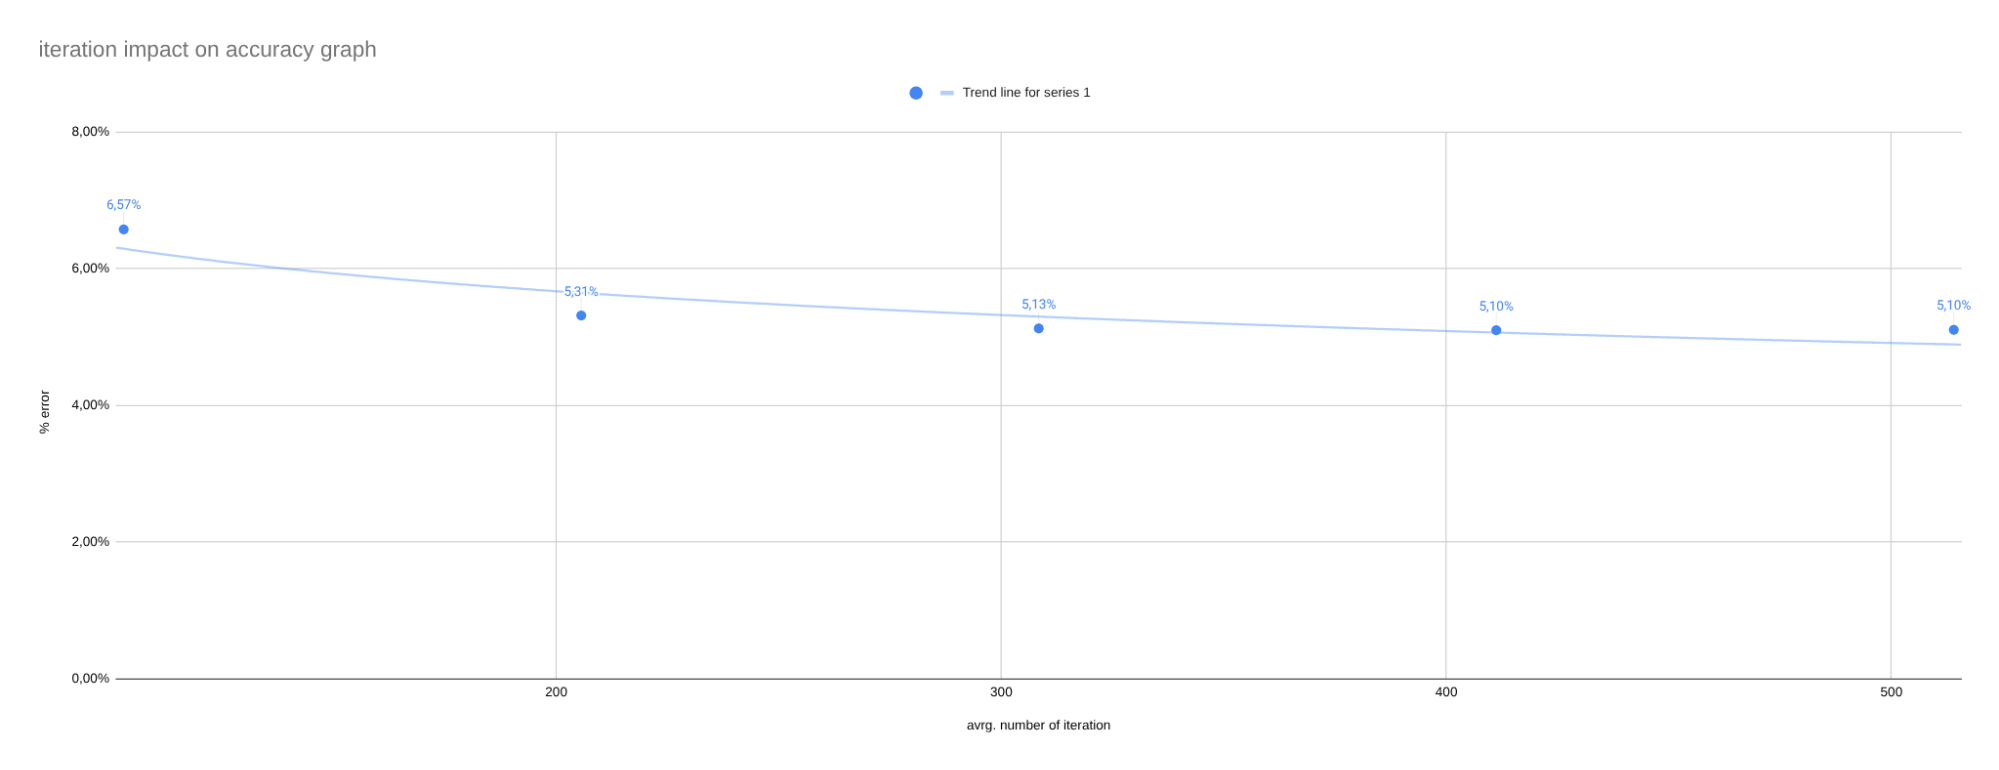 iteration impact on accuracy graph
Trend line for series 1
8,00%
6,57%
6,00%
5,31%
5,13%
5,10%
5,10%
4,00%
% error
2,00%
0,00%
200 300 400 500
avrg. number of iteration